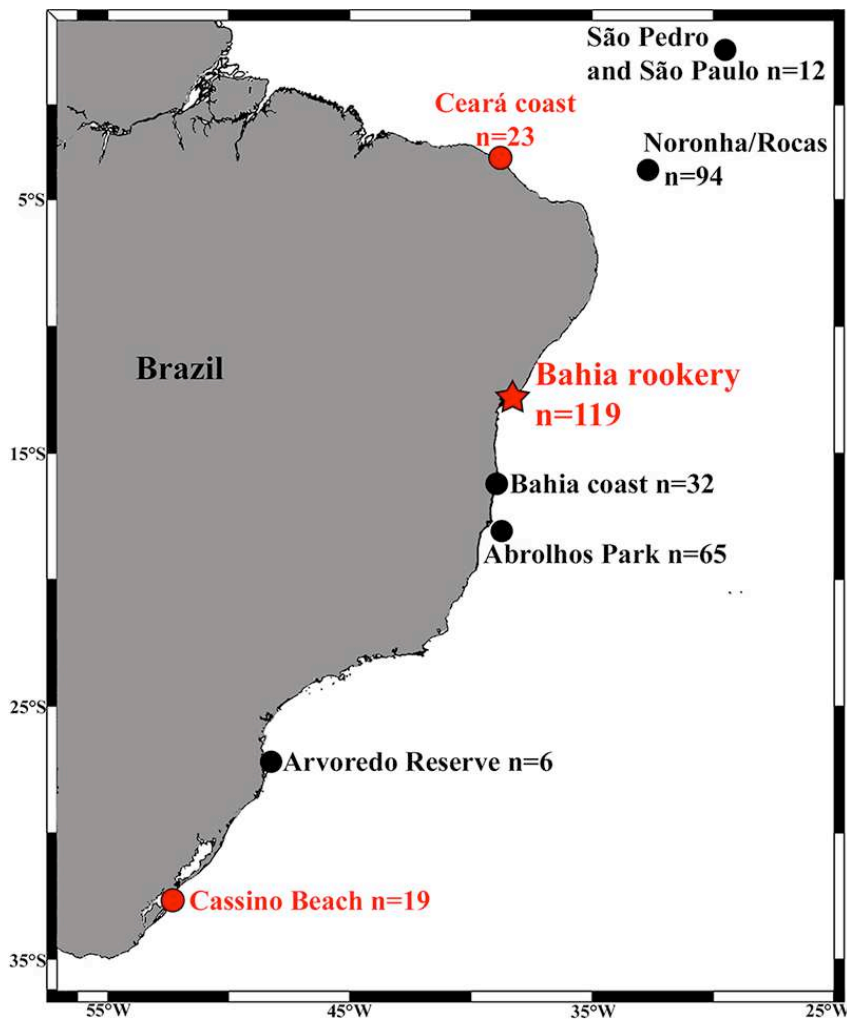 São Pedro
and São Paulo n=12
Ceará coast
n=23
Noronha/Rocas
n=94
5°S
Brazil
Bahia rookery
n=119
15°S
Bahia coast n=32
Abrolhos Park n=65
25°S
Arvoredo Reserve n=6
Cassino Beach n=19
35°S
55°W
45°W
35°W
25°W